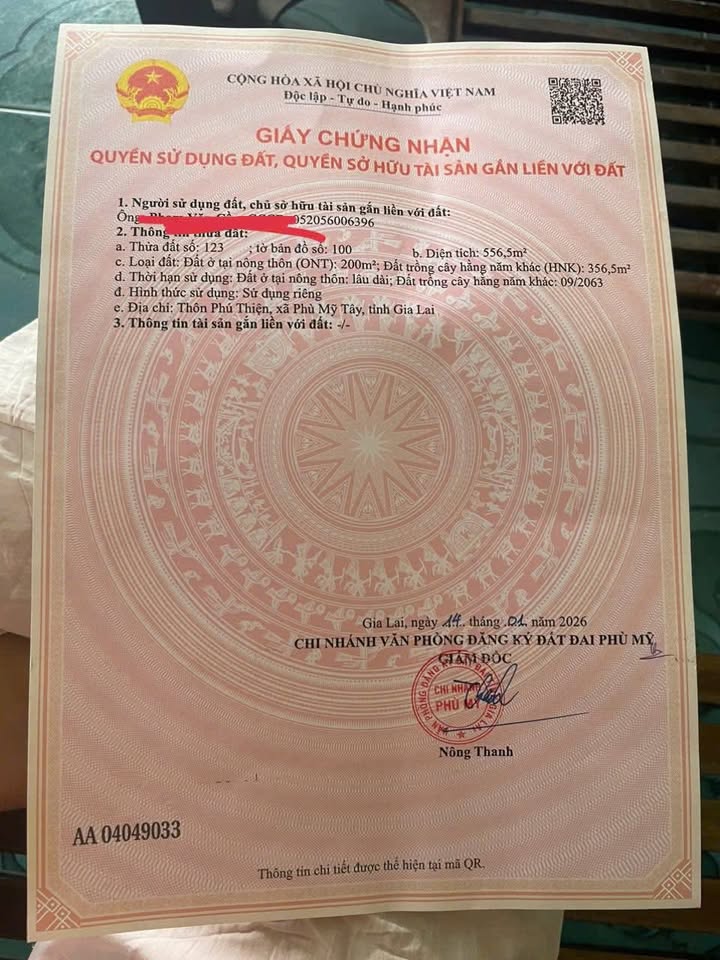 CỘNG HÒA XÃ HỘI CHỦ NGHĨA VIỆT NAM
Độc lập - Tự do - Hạnh phúc
GIẤY CHỨNG NHẬN
QUYỀN SỬ DỤNG ĐẤT, QUYỀN SỞ HỮU TÀI SẢN GẮN LIỀN VỚI ĐẤT
1. Người sử dụng đất, chủ sở hữu tài sản gắn liền với đất:
Ông 052056006396
2. Thông tin thửa đất:
a. Thửa đất số: 123 ; tờ bản đồ số: 100 b. Diện tích: 556,5m²
c. Loại đất: Đất ở tại nông thôn (ONT): 200m²; Đất trồng cây hằng năm khác (HNK): 356,5m²
d. Thời hạn sử dụng: Đất ở tại nông thôn: lâu dài; Đất trồng cây hằng năm khác: 09/2063
đ. Hình thức sử dụng: Sử dụng riêng
e. Địa chỉ: Thôn Phú Thiện, xã Phù Mỹ Tây, tỉnh Gia Lai
3. Thông tin tài sản gắn liền với đất: -/-
Gia Lai, ngày 14 tháng 01 năm 2026
CHI NHÁNH VĂN PHÒNG ĐĂNG KÝ ĐẤT ĐAI PHÙ MỸ
GIÁM ĐỐC
CHI NHÁNH
PHÙ MỸ
Nông Thanh
AA 04049033
Thông tin chi tiết được thể hiện tại mã QR.